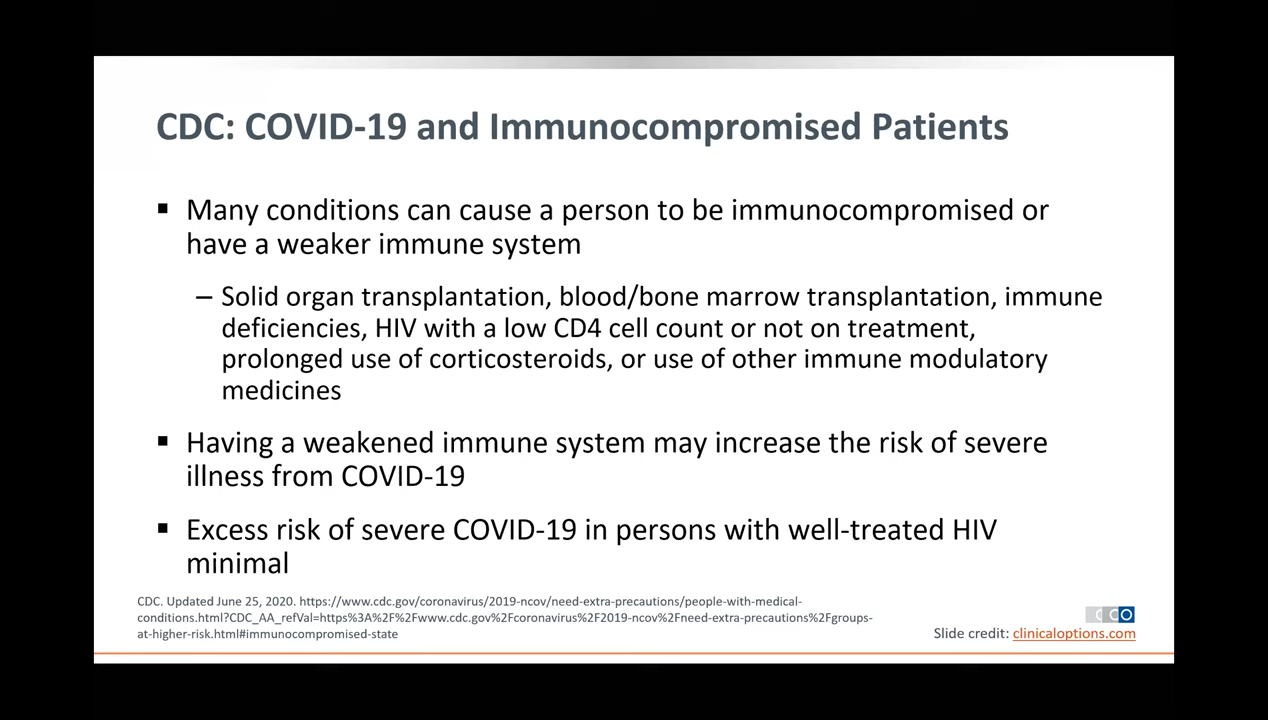 CDC: COVID-19 and Immunocompromised Patients
▪ Many conditions can cause a person to be immunocompromised or
have a weaker immune system
– Solid organ transplantation, blood/bone marrow transplantation, immune
deficiencies, HIV with a low CD4 cell count or not on treatment,
prolonged use of corticosteroids, or use of other immune modulatory
medicines
▪ Having a weakened immune system may increase the risk of severe
illness from COVID-19
▪ Excess risk of severe COVID-19 in persons with well-treated HIV
minimal
CDC. Updated June 25, 2020. https://www.cdc.gov/coronavirus/2019-ncov/need-extra-precautions/people-with-medical-
conditions.html?CDC_AA_refVal=https%3A%2F%2Fwww.cdc.gov%2Fcoronavirus%2F2019-ncov%2Fneed-extra-precautions%2Fgroups-
at-higher-risk.html#immunocompromised-state
CCO
Slide credit: clinicaloptions.com